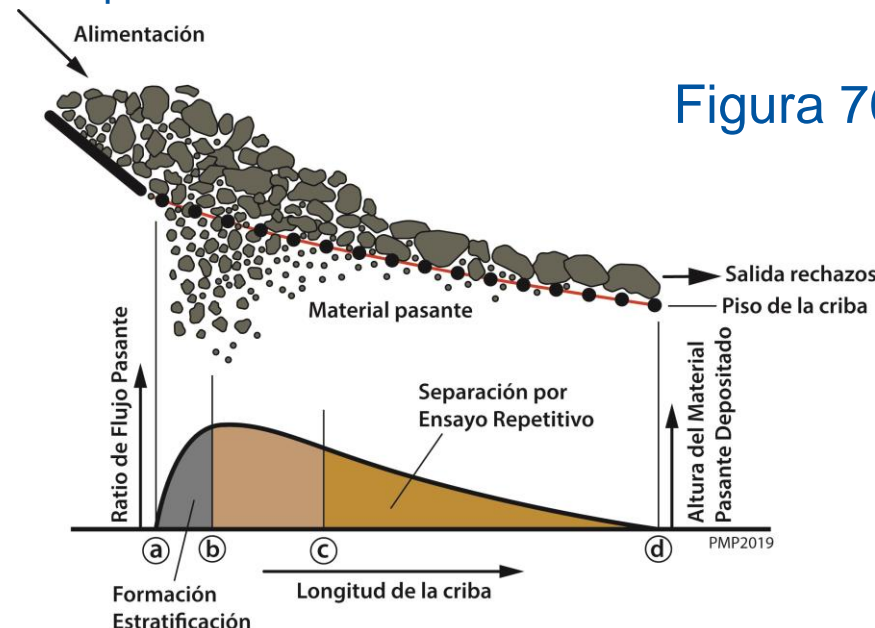 Alimentación
Figura 76
Salida rechazos
Piso de la criba
Material pasante
Ratio de Flujo Pasante
Separación por
Ensayo Repetitivo
Altura del Material
Pasante Depositado
a b c d
PMP2019
Formación
Estratificación
Longitud de la criba